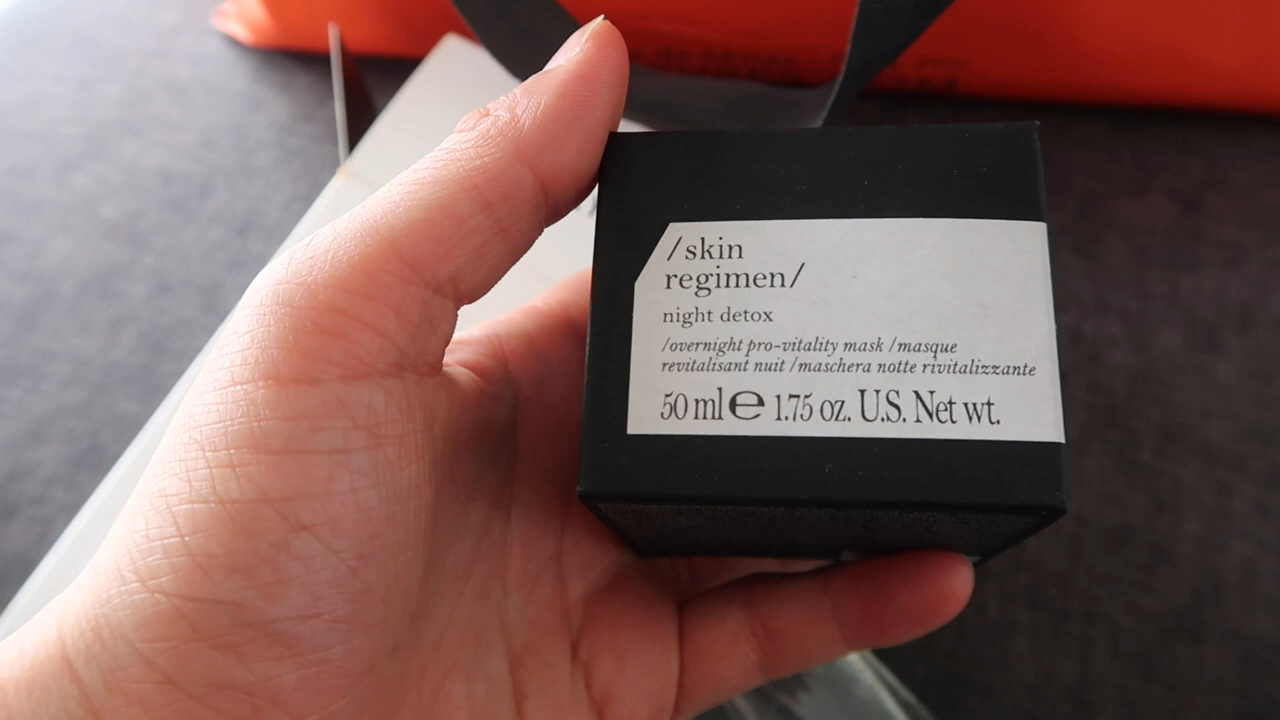 /skin
regimen/
night detox
/overnight pro-vitality mask /masque
revitalisant nuit /maschera notte rivitalizzante
50 ml ℮ 1.75 oz. U.S. Net wt.